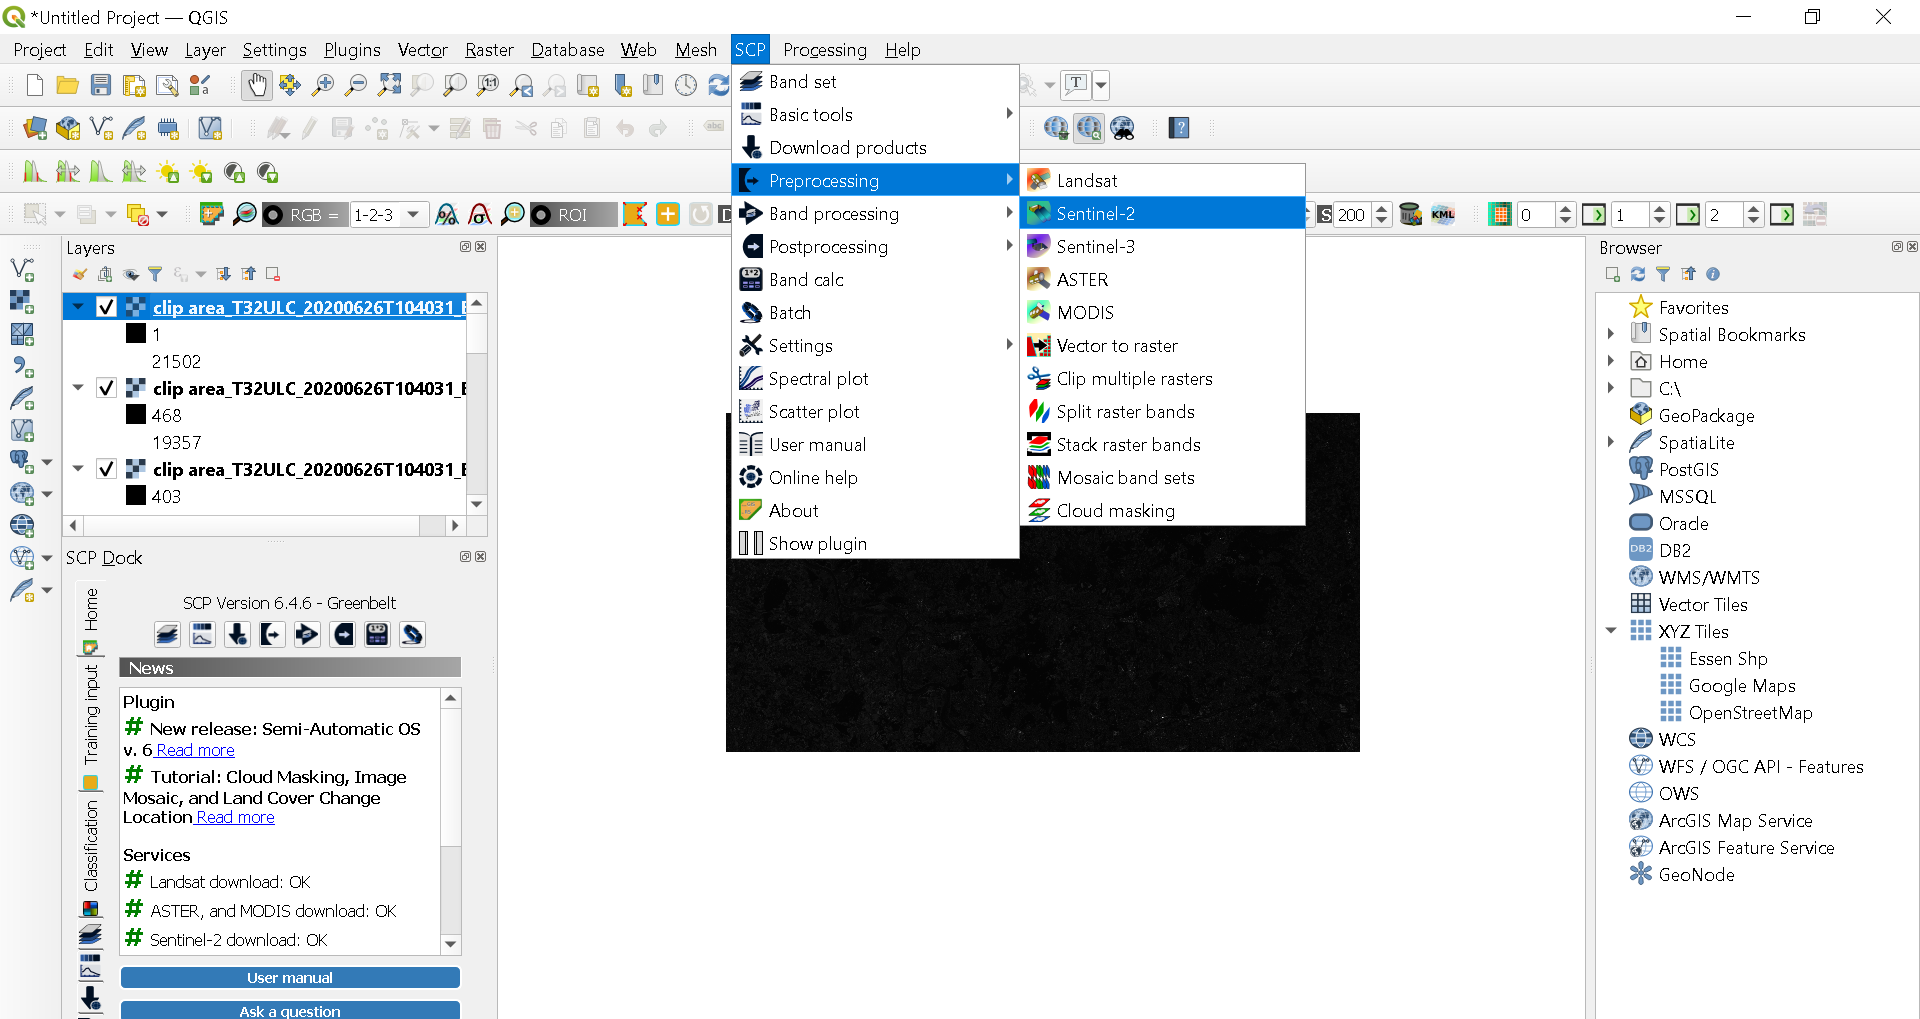 *Untitled Project — QGIS
Project Edit View Layer Settings Plugins Vector Raster Database Web Mesh SCP Processing Help
Band set
Basic tools
Download products
Preprocessing
Band processing
Postprocessing
Band calc
Batch
Settings
Spectral plot
Scatter plot
User manual
Online help
About
Show plugin
Landsat
Sentinel-2
Sentinel-3
ASTER
MODIS
Vector to raster
Clip multiple rasters
Split raster bands
Stack raster bands
Mosaic band sets
Cloud masking
RGB = 1-2-3 ROI S 200 KML 0 1 2
Layers
clip area_T32ULC_20200626T104031_
1
21502
clip area_T32ULC_20200626T104031_
468
19357
clip area_T32ULC_20200626T104031_
403
SCP Dock
Home
Training input
Classification
SCP Version 6.4.6 - Greenbelt
News
Plugin
# New release: Semi-Automatic OS
v. 6 Read more
# Tutorial: Cloud Masking, Image
Mosaic, and Land Cover Change
Location Read more
Services
# Landsat download: OK
# ASTER, and MODIS download: OK
# Sentinel-2 download: OK
User manual
Ask a question
Browser
Favorites
Spatial Bookmarks
Home
C:\
GeoPackage
SpatiaLite
PostGIS
MSSQL
Oracle
DB2 DB2
WMS/WMTS
Vector Tiles
XYZ Tiles
Essen Shp
Google Maps
OpenStreetMap
WCS
WFS / OGC API - Features
OWS
ArcGIS Map Service
ArcGIS Feature Service
GeoNode